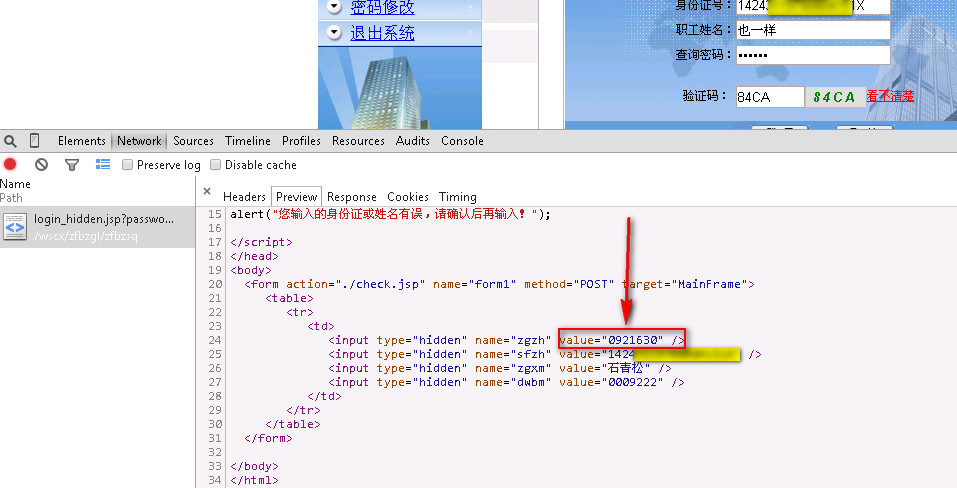 密码修改
退出系统
身份证号：1424 1X
职工姓名：也一样
查询密码：••••••
验证码：84CA 84CA 看不清楚
Elements Network Sources Timeline Profiles Resources Audits Console
Preserve log Disable cache
Name
Path
× Headers Preview Response Cookies Timing
login_hidden.jsp?passwo...
/wscx/zfbzgl/zfbzsq
15 alert("您输入的身份证或姓名有误，请确认后再输入！");
16
17 </script>
18 </head>
19 <body>
20 <form action="./check.jsp" name="form1" method="POST" target="MainFrame">
21 <table>
22 <tr>
23 <td>
24 <input type="hidden" name="zgzh" value="0921630" />
25 <input type="hidden" name="sfzh" value="1424 />
26 <input type="hidden" name="zgxm" value="石春松" />
27 <input type="hidden" name="dwbm" value="0009222" />
28 </td>
29 </tr>
30 </table>
31 </form>
32
33 </body>
34 </html>